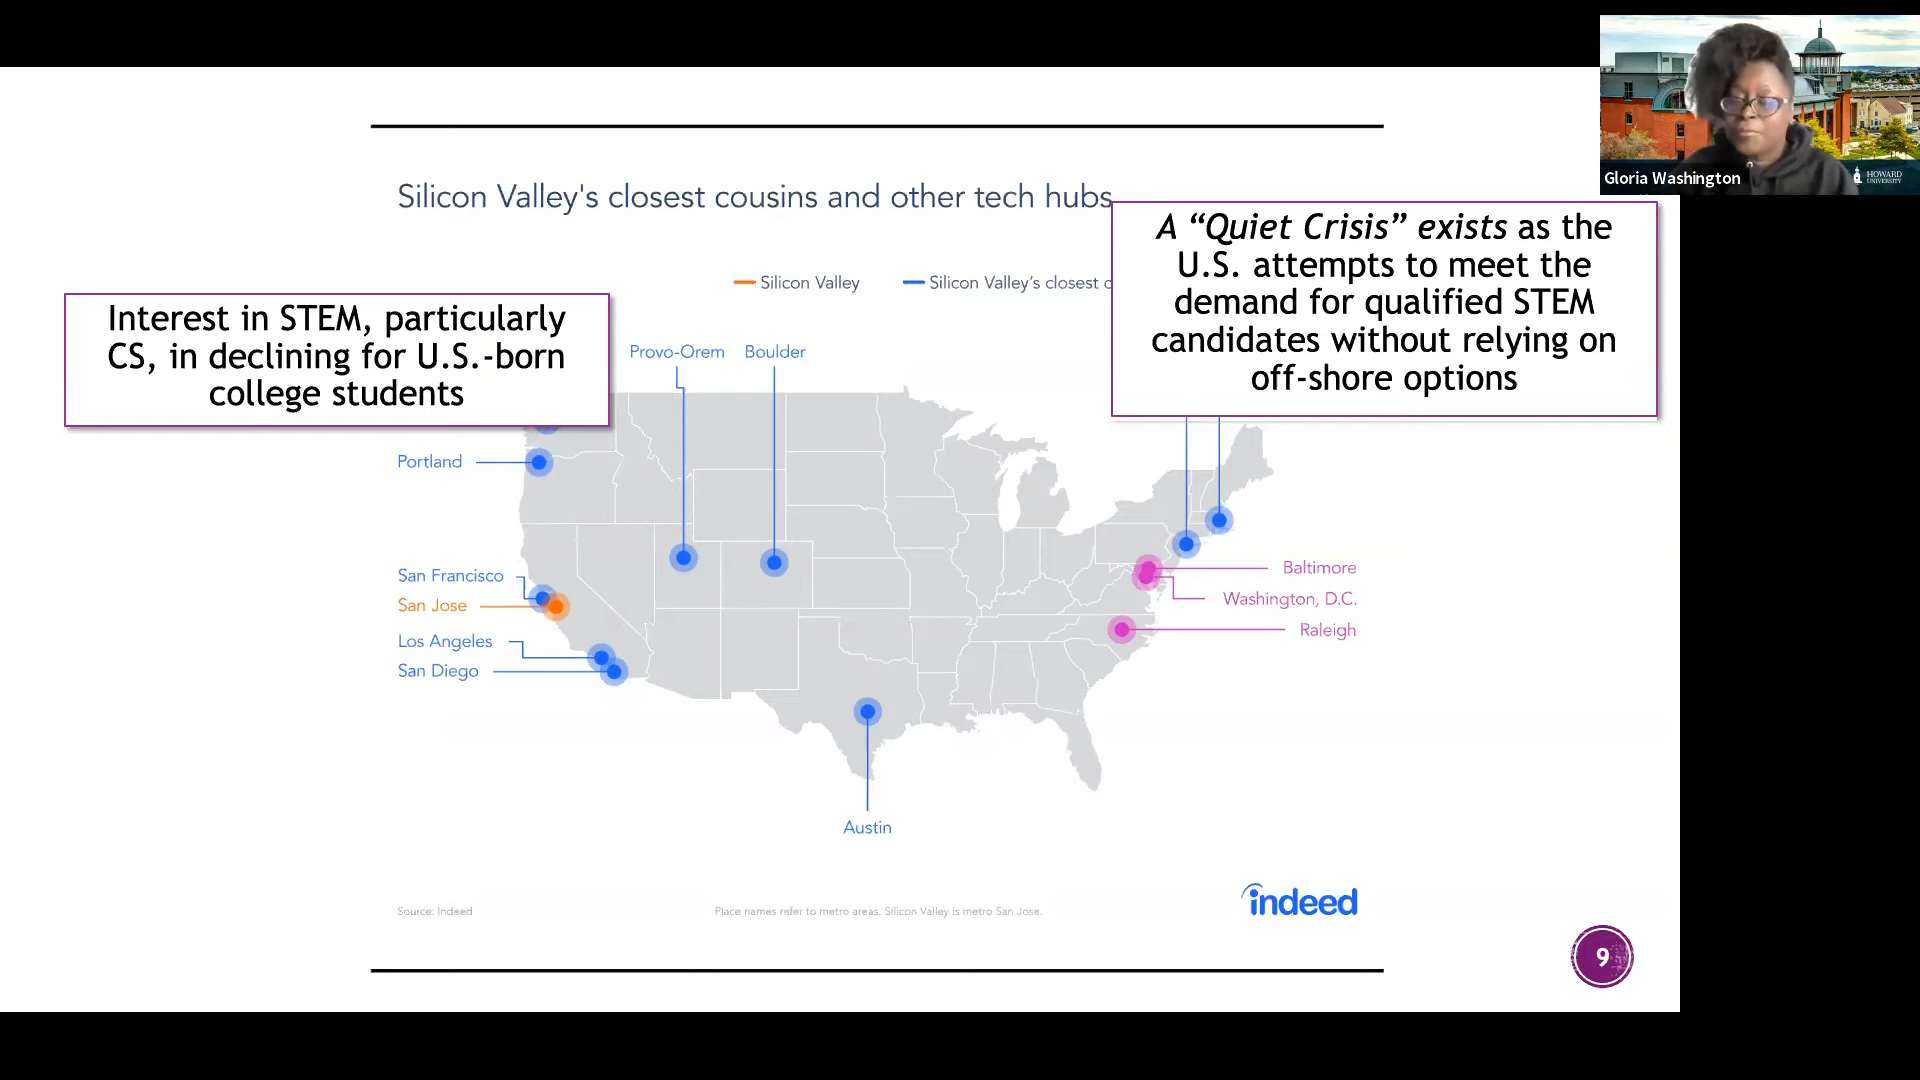 Gloria Washington
HOWARD
UNIVERSITY
Silicon Valley's closest cousins and other tech hubs
A “Quiet Crisis” exists as the
U.S. attempts to meet the
demand for qualified STEM
candidates without relying on
off-shore options
Silicon Valley
Silicon Valley’s closest c
Interest in STEM, particularly
CS, in declining for U.S.-born
college students
Provo-Orem
Boulder
Portland
San Francisco
San Jose
Los Angeles
San Diego
Baltimore
Washington, D.C.
Raleigh
Austin
Source: Indeed
Place names refer to metro areas. Silicon Valley is metro San Jose.
indeed
9